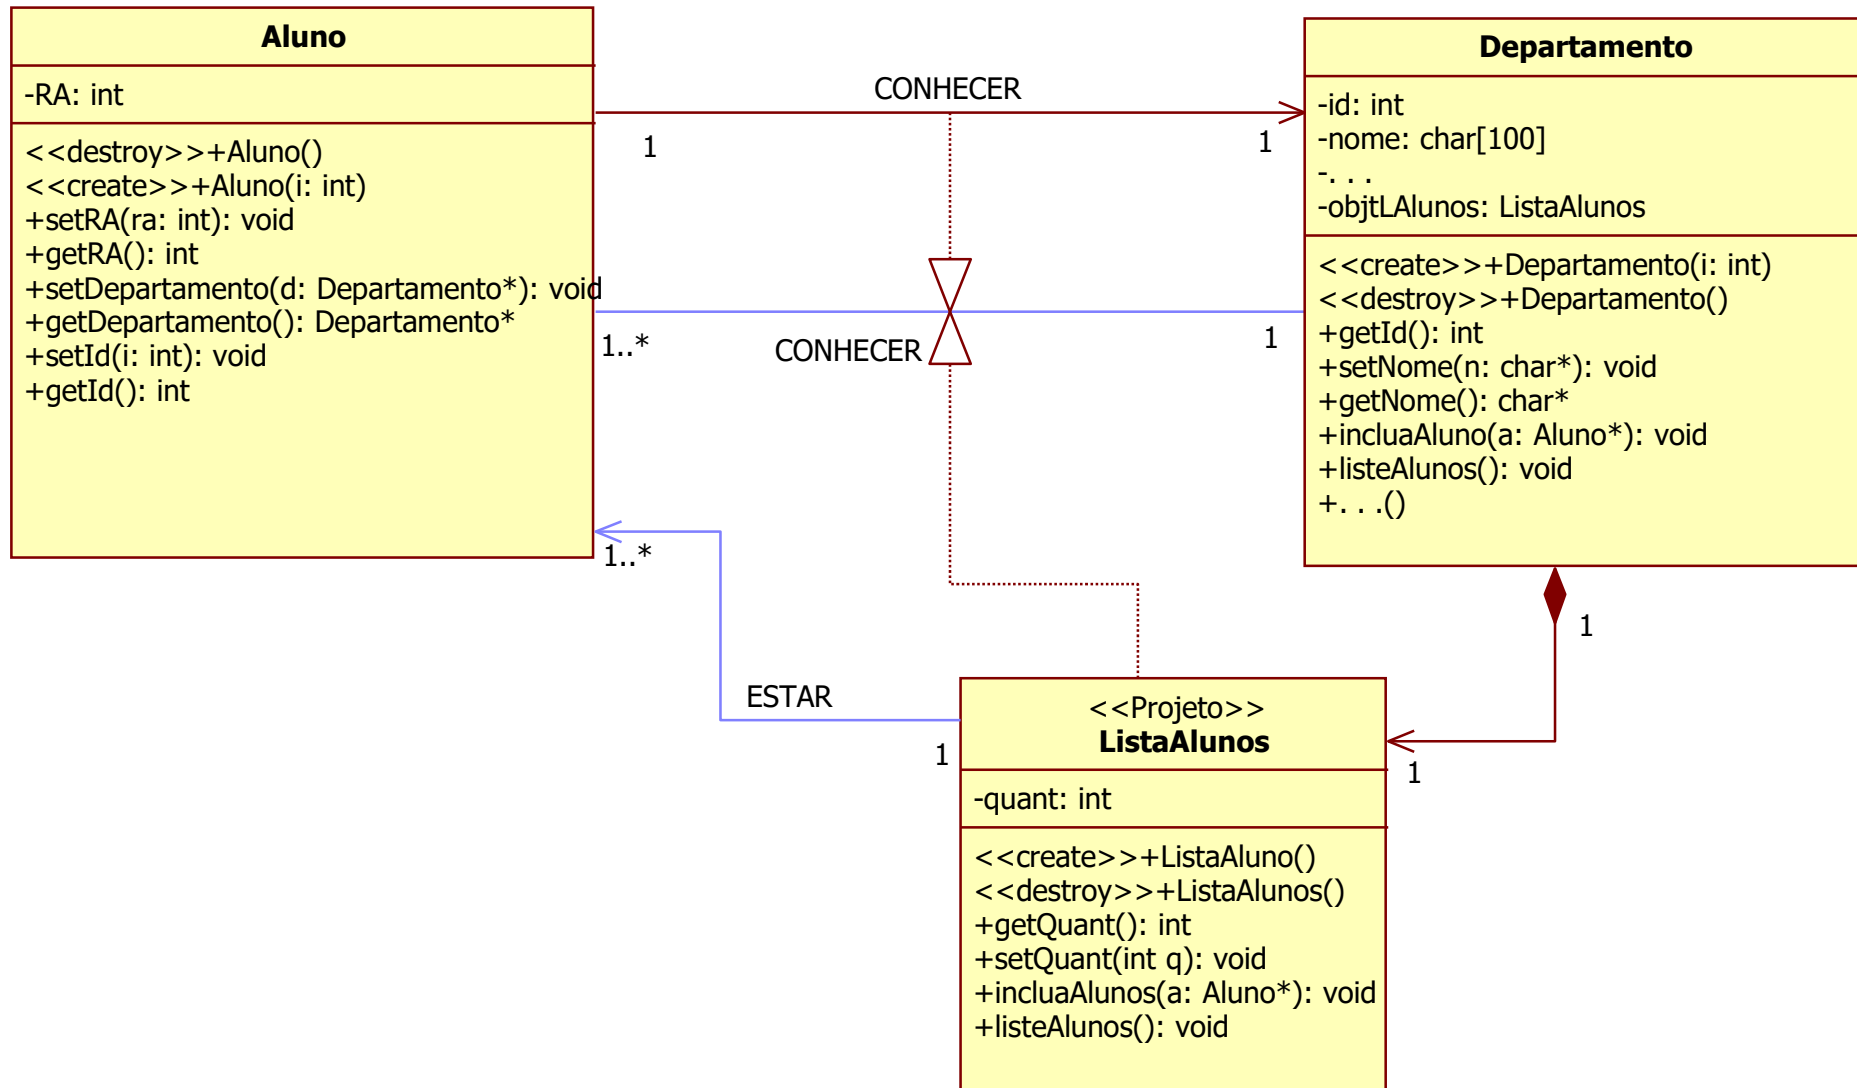 Aluno
-RA: int
<<destroy>>+Aluno()
<<create>>+Aluno(i: int)
+setRA(ra: int): void
+getRA(): int
+setDepartamento(d: Departamento*): void
+getDepartamento(): Departamento*
+setId(i: int): void
+getId(): int
CONHECER
1
1
1..*
CONHECER
1
Departamento
-id: int
-nome: char[100]
-. . .
-objtLAlunos: ListaAlunos
<<create>>+Departamento(i: int)
<<destroy>>+Departamento()
+getId(): int
+setNome(n: char*): void
+getNome(): char*
+incluaAluno(a: Aluno*): void
+listeAlunos(): void
+. . .()
1..*
ESTAR
1
1
1
<<Projeto>>
ListaAlunos
-quant: int
<<create>>+ListaAluno()
<<destroy>>+ListaAlunos()
+getQuant(): int
+setQuant(int q): void
+incluaAlunos(a: Aluno*): void
+listeAlunos(): void